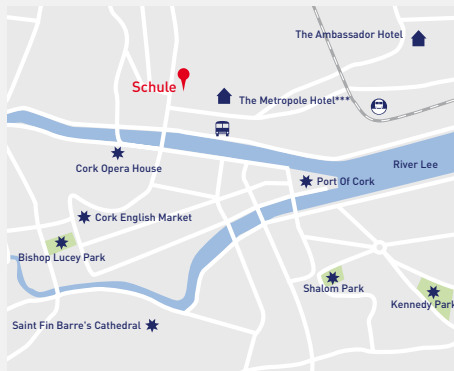 The Ambassador Hotel
Schule
The Metropole Hotel***
Cork Opera House
River Lee
Port Of Cork
Cork English Market
Bishop Lucey Park
Shalom Park
Kennedy Park
Saint Fin Barre's Cathedral